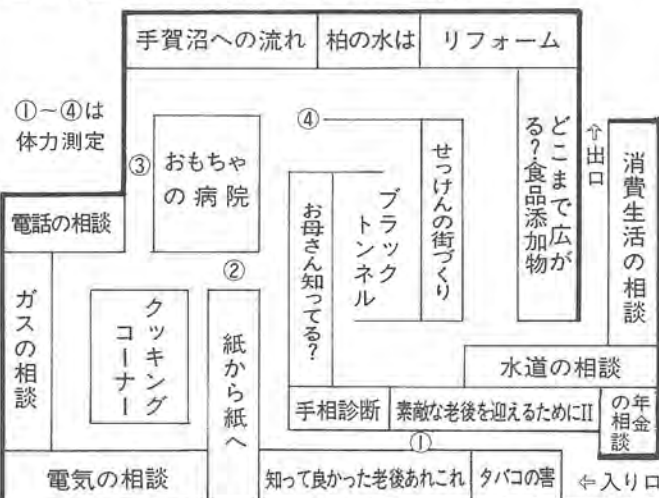 手賀沼への流れ
柏の水は
リフォーム
①～④は
体力測定
③
おもちゃ
の病院
④
せっけんの街づくり
どこまで広が
る？食品添加物
⇧出口
消費生活の相談
電話の相談
お母さん知ってる？
ブラック
トンネル
②
ガスの相談
クッキング
コーナー
紙から紙へ
水道の相談
手相診断
素敵な老後を迎えるためにII
年金
の相談
①
電気の相談
知って良かった老後あれこれ
タバコの害
⇦入り口